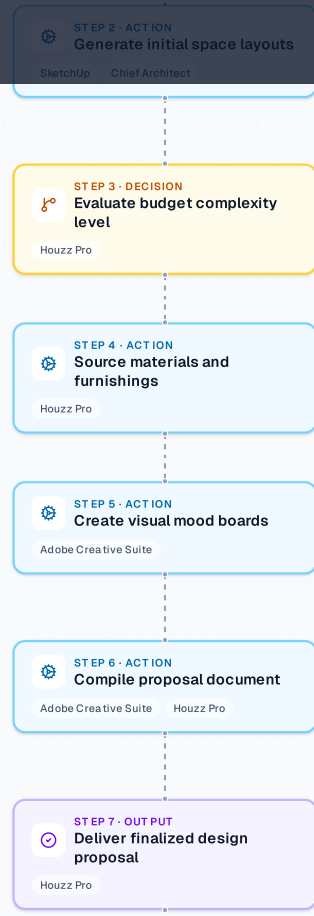 STEP 2 · ACTION
Generate initial space layouts
SketchUp Chief Architect
STEP 3 · DECISION
Evaluate budget complexity
level
Houzz Pro
STEP 4 · ACTION
Source materials and
furnishings
Houzz Pro
STEP 5 · ACTION
Create visual mood boards
Adobe Creative Suite
STEP 6 · ACTION
Compile proposal document
Adobe Creative Suite Houzz Pro
STEP 7 · OUTPUT
Deliver finalized design
proposal
Houzz Pro